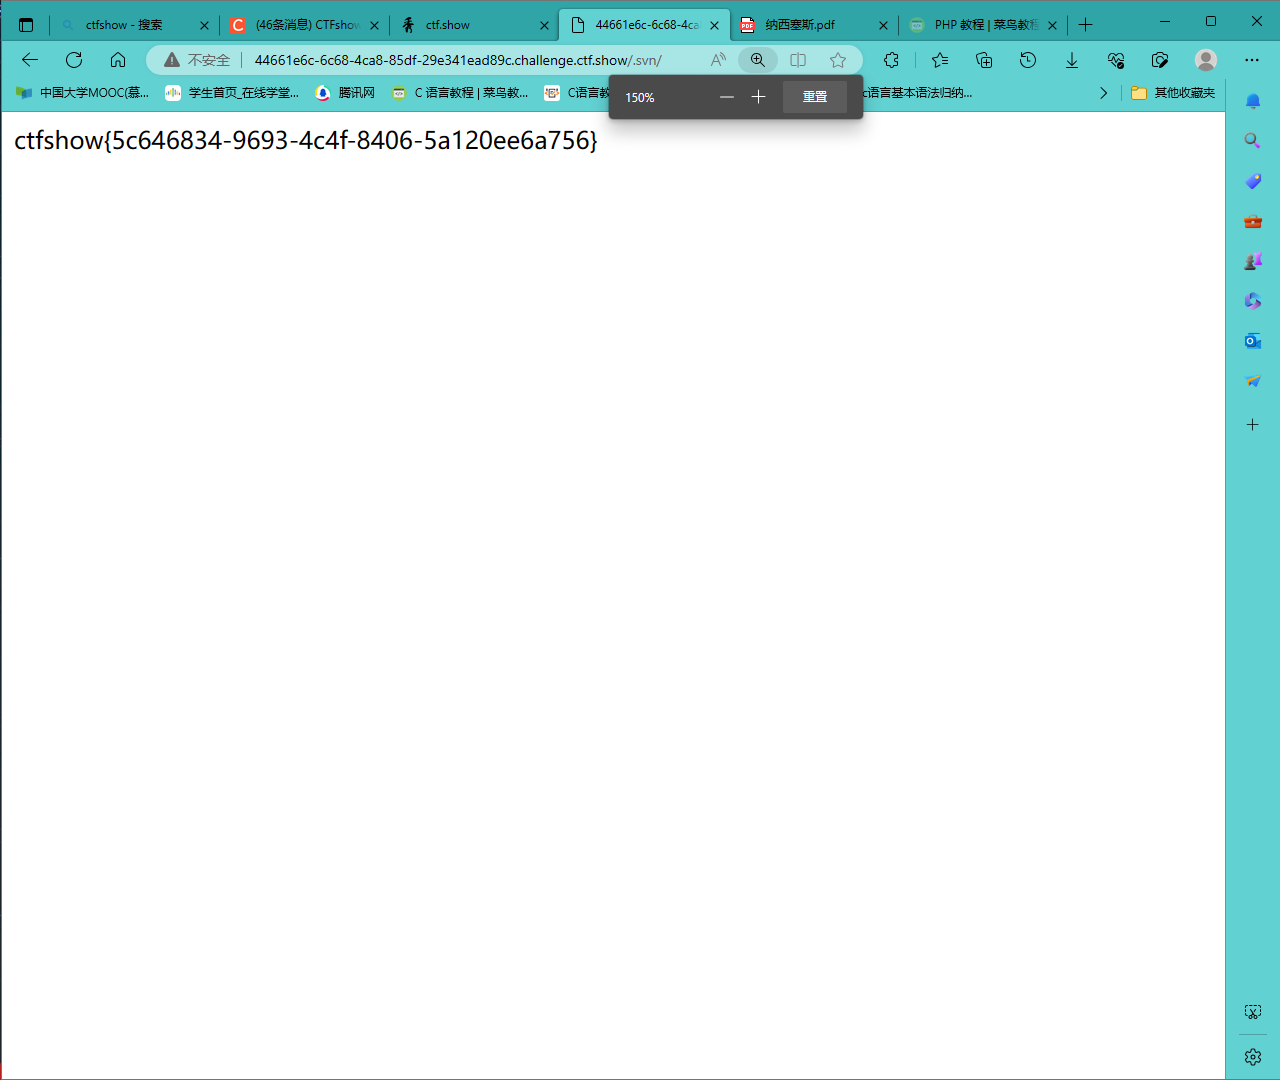 ctfshow - 搜索
(46条消息) CTFshow
ctf.show
44661e6c-6c68-4ca
纳西塞斯.pdf
PHP 教程 | 菜鸟教程
不安全
44661e6c-6c68-4ca8-85df-29e341ead89c.challenge.ctf.show/.svn/
中国大学MOOC(慕...
学生首页_在线学堂...
腾讯网
C 语言教程 | 菜鸟教...
C语言教
c语言基本语法归纳...
其他收藏夹
150%
重置
ctfshow{5c646834-9693-4c4f-8406-5a120ee6a756}